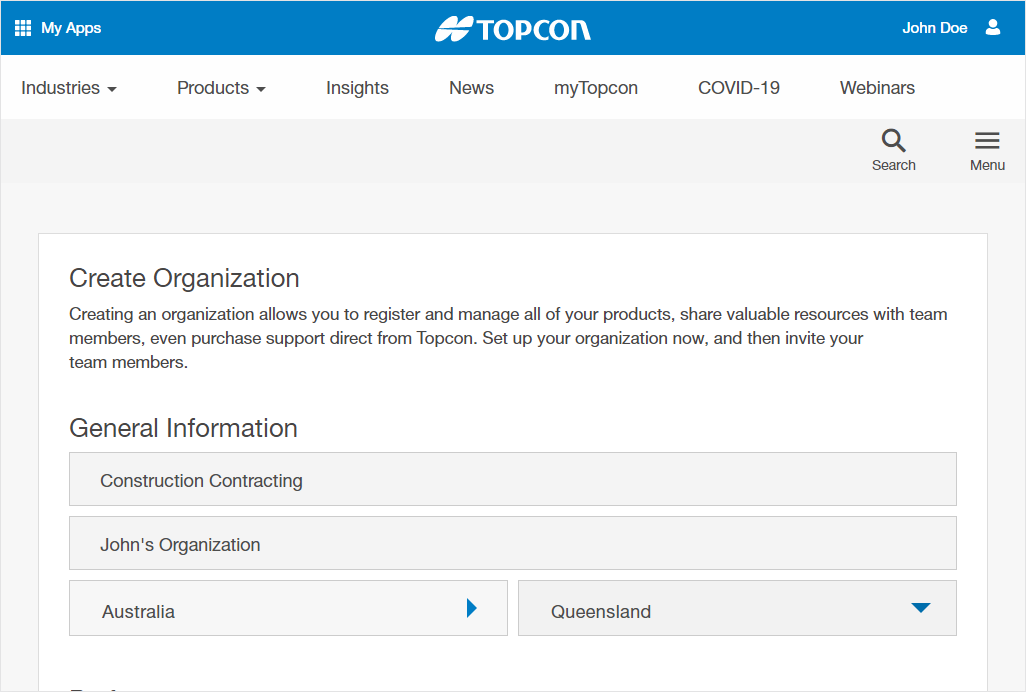 My Apps
TOPCON
John Doe
Industries
Products
Insights
News
myTopcon
COVID-19
Webinars
Search
Menu
Create Organization
Creating an organization allows you to register and manage all of your products, share valuable resources with team
members, even purchase support direct from Topcon. Set up your organization now, and then invite your
team members.
General Information
Construction Contracting
John's Organization
Australia
Queensland